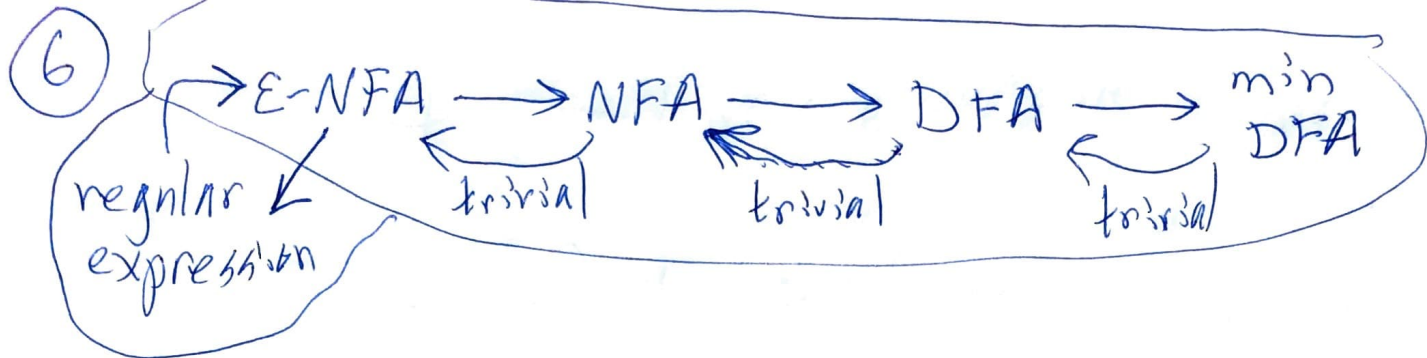 6
ε-NFA → NFA → DFA → min DFA
trivial trivial trivial
regular
expression